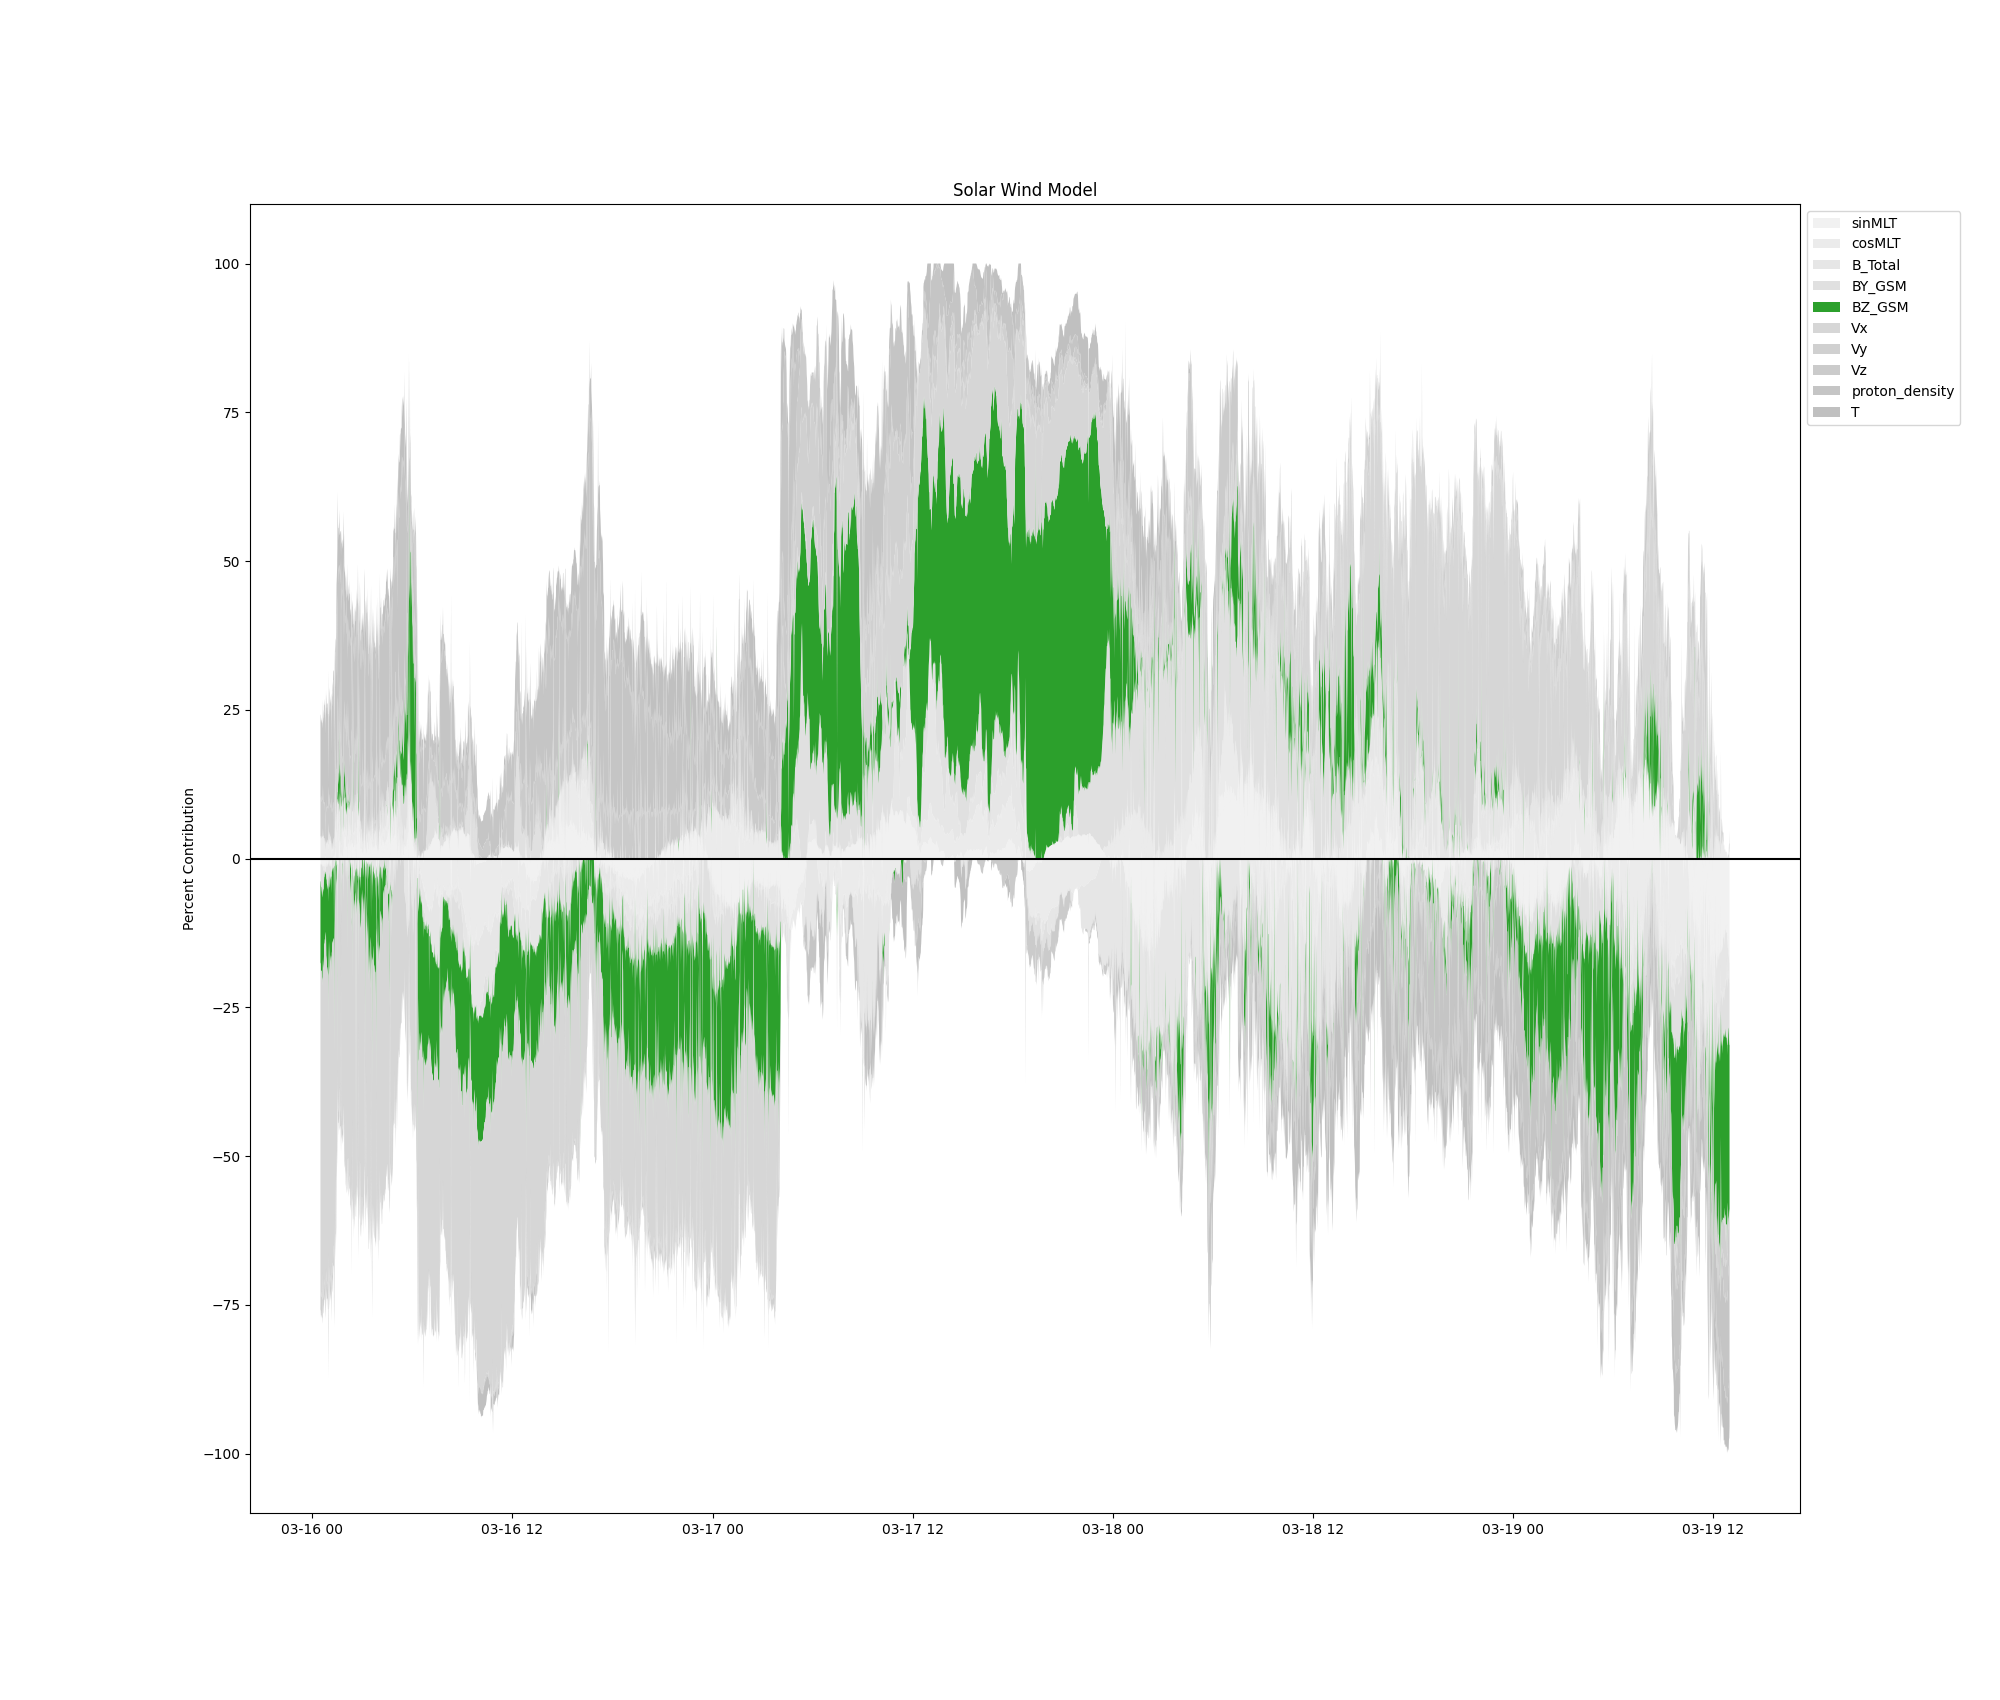 Solar Wind Model
sinMLT
cosMLT
B_Total
BY_GSM
BZ_GSM
Vx
Vy
Vz
proton_density
T
Percent Contribution
100
75
50
25
0
−25
−50
−75
−100
03-16 00
03-16 12
03-17 00
03-17 12
03-18 00
03-18 12
03-19 00
03-19 12